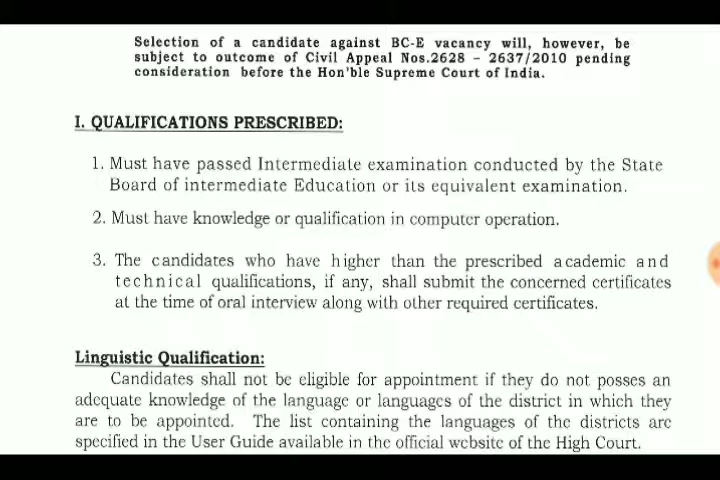 Selection of a candidate against BC-E vacancy will, however, be
subject to outcome of Civil Appeal Nos.2628 – 2637/2010 pending
consideration before the Hon'ble Supreme Court of India.
I. QUALIFICATIONS PRESCRIBED:
1. Must have passed Intermediate examination conducted by the State
Board of intermediate Education or its equivalent examination.
2. Must have knowledge or qualification in computer operation.
3. The candidates who have higher than the prescribed academic and
technical qualifications, if any, shall submit the concerned certificates
at the time of oral interview along with other required certificates.
Linguistic Qualification:
Candidates shall not be eligible for appointment if they do not posses an
adequate knowledge of the language or languages of the district in which they
are to be appointed. The list containing the languages of the districts are
specified in the User Guide available in the official website of the High Court.